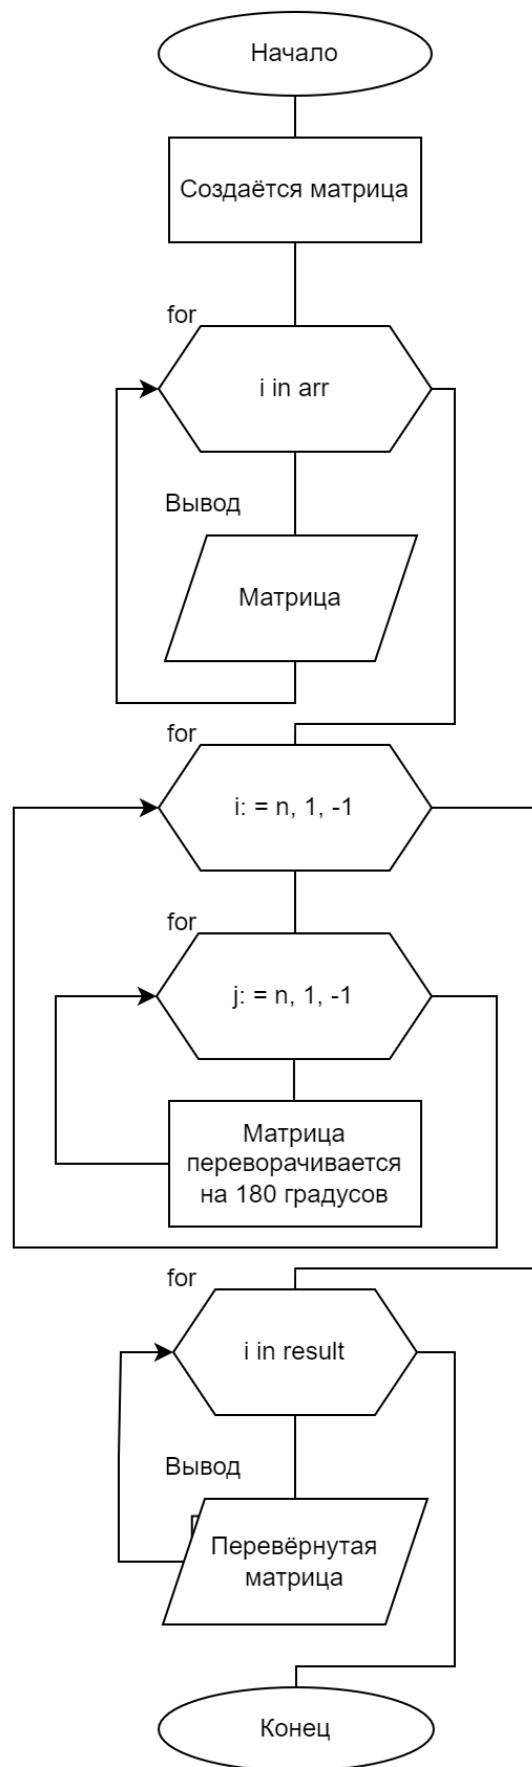 Начало
Создаётся матрица
for
i in arr
Вывод
Матрица
for
i: = n, 1, -1
for
j: = n, 1, -1
Матрица
переворачивается
на 180 градусов
for
i in result
Вывод
Перевёрнутая
матрица
Конец